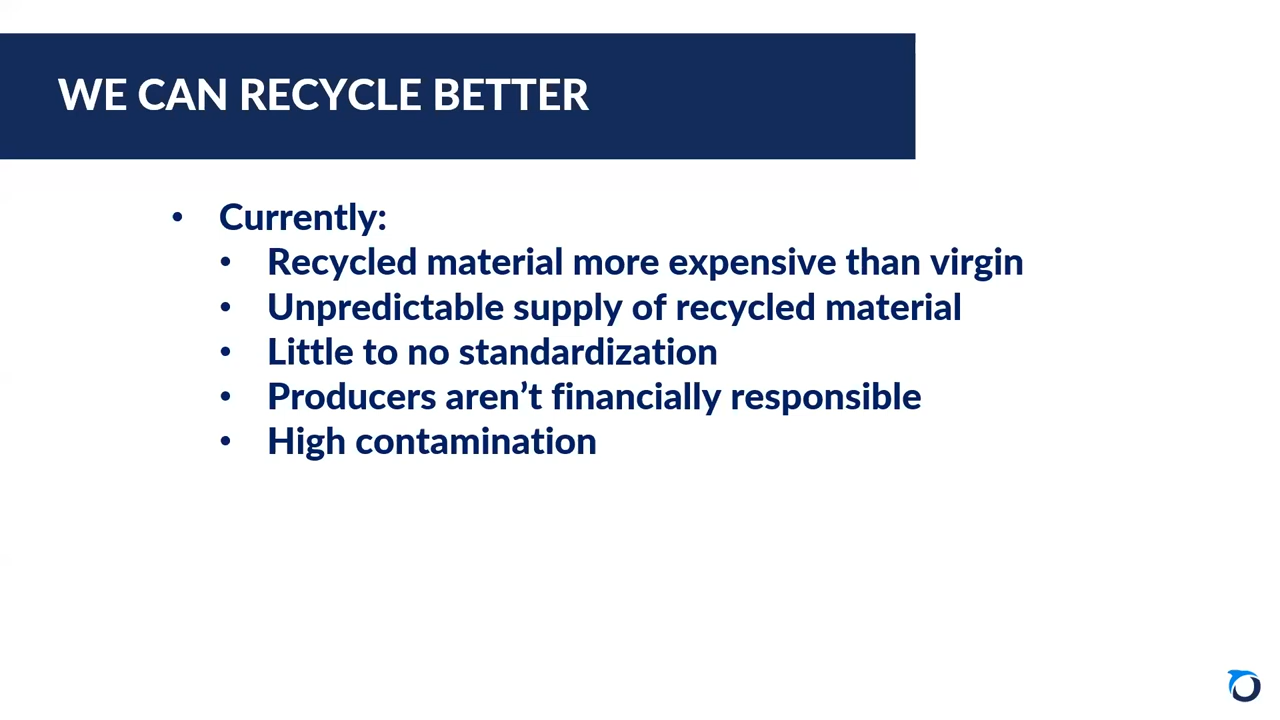 WE CAN RECYCLE BETTER
• Currently:
• Recycled material more expensive than virgin
• Unpredictable supply of recycled material
• Little to no standardization
• Producers aren’t financially responsible
• High contamination